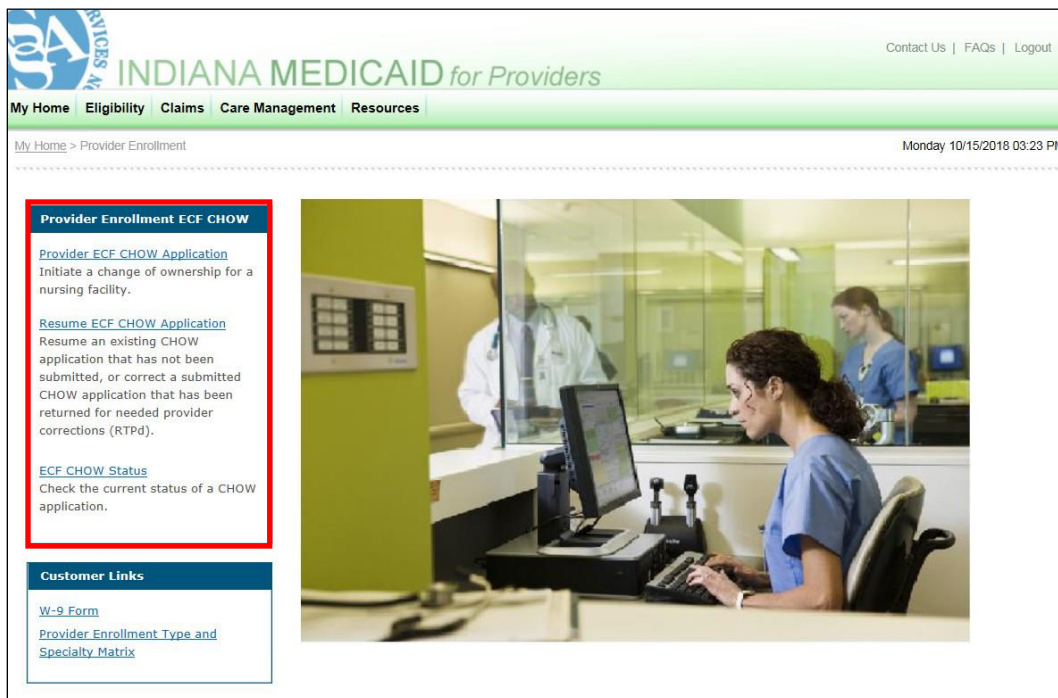 RVICES
INDIANA MEDICAID for Providers
Contact Us | FAQs | Logout
My Home Eligibility Claims Care Management Resources
My Home > Provider Enrollment
Monday 10/15/2018 03:23 PM
Provider Enrollment ECF CHOW
Provider ECF CHOW Application
Initiate a change of ownership for a
nursing facility.
Resume ECF CHOW Application
Resume an existing CHOW
application that has not been
submitted, or correct a submitted
CHOW application that has been
returned for needed provider
corrections (RTPd).
ECF CHOW Status
Check the current status of a CHOW
application.
Customer Links
W-9 Form
Provider Enrollment Type and
Specialty Matrix